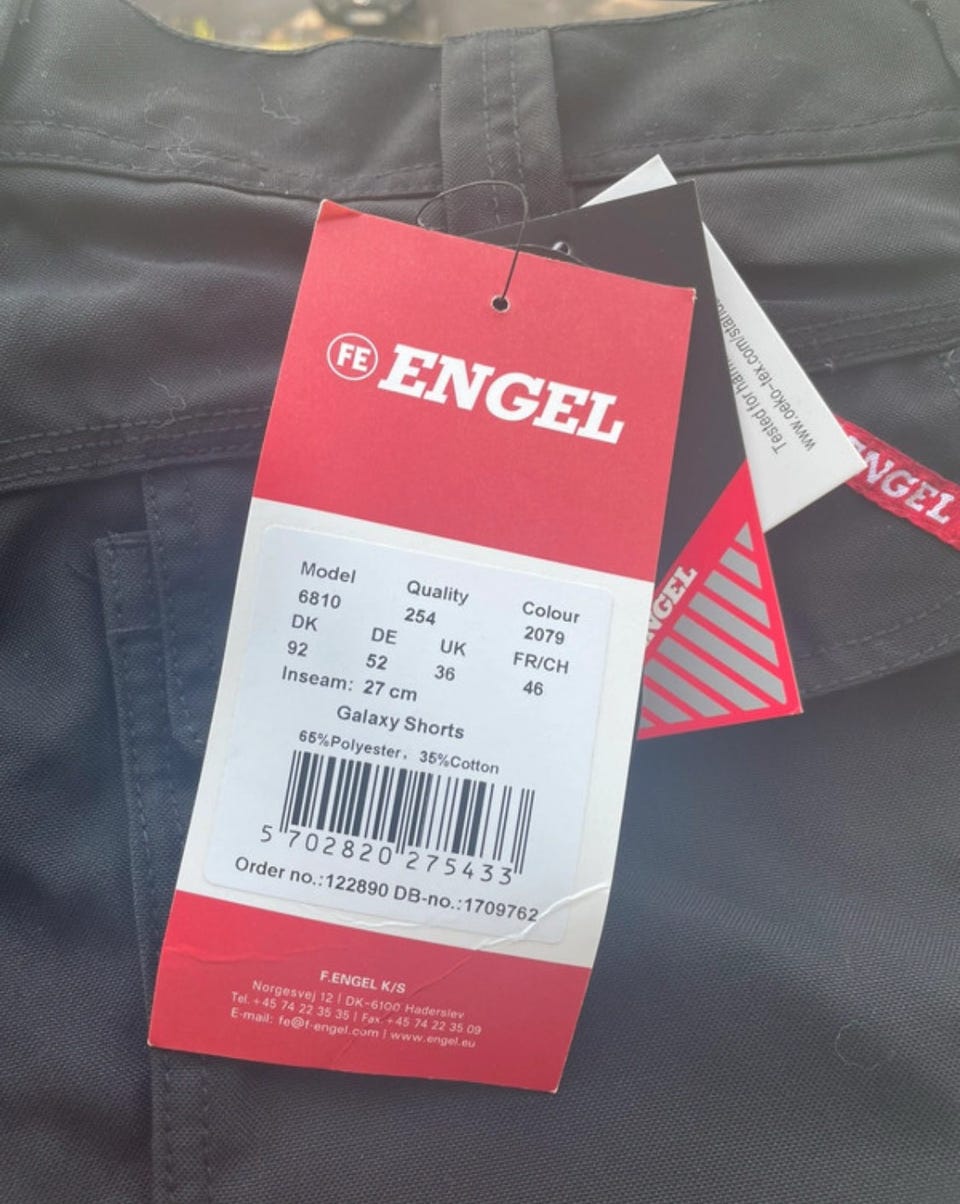 FE ENGEL
Model Quality Colour
6810 254 2079
DK DE UK FR/CH
92 52 36 46
Inseam: 27 cm
Galaxy Shorts
65%Polyester, 35%Cotton
5 702820 275433
Order no.:122890 DB-no.:1709762
F.ENGEL K/S
Norgesvej 12 | DK-6100 Haderslev
Tel. +45 74 22 35 35 | Fax. +45 74 22 35 09
E-mail: fe@f-engel.com | www.engel.eu
Tested for
www.oeko-tex.com/
ENGEL
NGEL